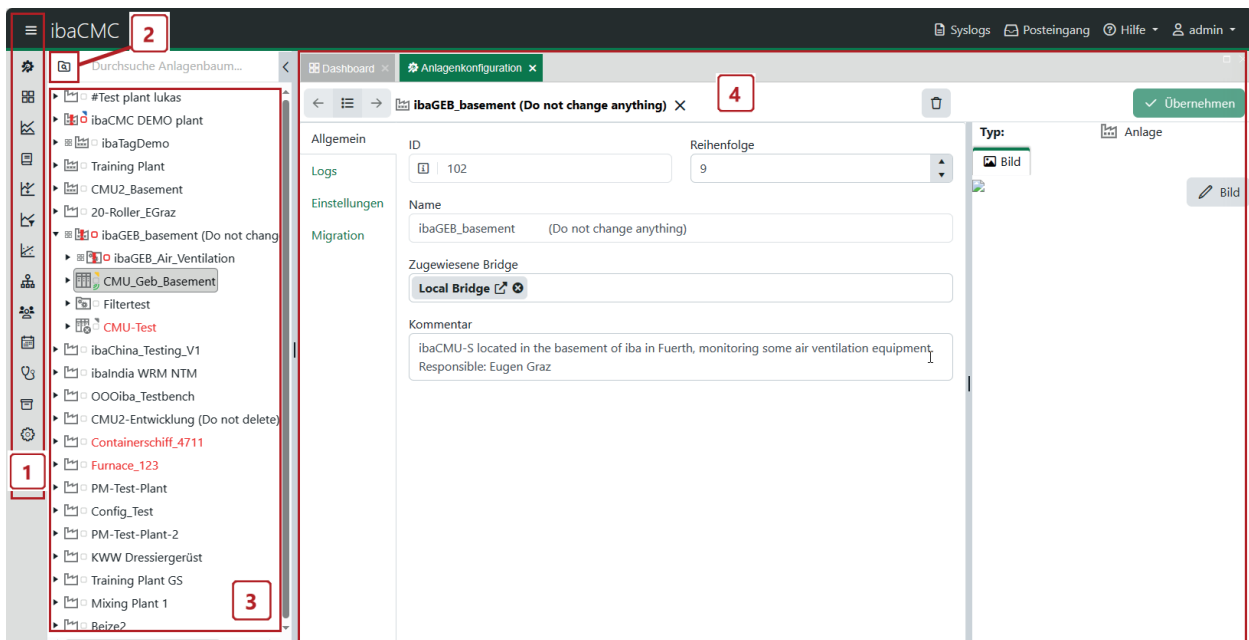 ibaCMC
2
Syslogs
Posteingang
Hilfe
admin
Durchsuche Anlagenbaum...
Dashboard
Anlagenkonfiguration
#Test plant lukas
ibaCMC DEMO plant
ibaTagDemo
Training Plant
CMU2_Basement
20-Roller_EGraz
ibaGEB_basement (Do not chang
ibaGEB_Air_Ventilation
CMU_Geb_Basement
Filtertest
CMU-Test
ibaChina_Testing_V1
ibaIndia WRM NTM
OOOiba_Testbench
CMU2-Entwicklung (Do not delete)
Containerschiff_4711
Furnace_123
PM-Test-Plant
Config_Test
PM-Test-Plant-2
KWW Dressiergerüst
Training Plant GS
Mixing Plant 1
Beize2
1
3
ibaGEB_basement (Do not change anything)
4
Übernehmen
Allgemein
Logs
Einstellungen
Migration
ID
102
Reihenfolge
9
Name
ibaGEB_basement (Do not change anything)
Zugewiesene Bridge
Local Bridge
Kommentar
ibaCMU-S located in the basement of iba in Fuerth, monitoring some air ventilation equipment.
Responsible: Eugen Graz
Typ: Anlage
Bild
Bild